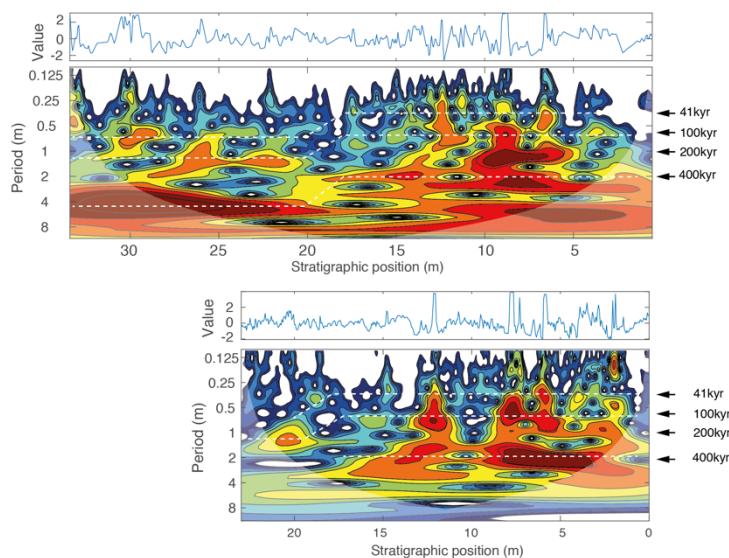 Value
2
0
-2
Period (m)
0.125
0.25
0.5
1
2
4
8
41kyr
100kyr
200kyr
400kyr
30 25 20 15 10 5
Stratigraphic position (m)
Value
2
0
-2
Period (m)
0.125
0.25
0.5
1
2
4
8
41kyr
100kyr
200kyr
400kyr
20 15 10 5 0
Stratigraphic position (m)